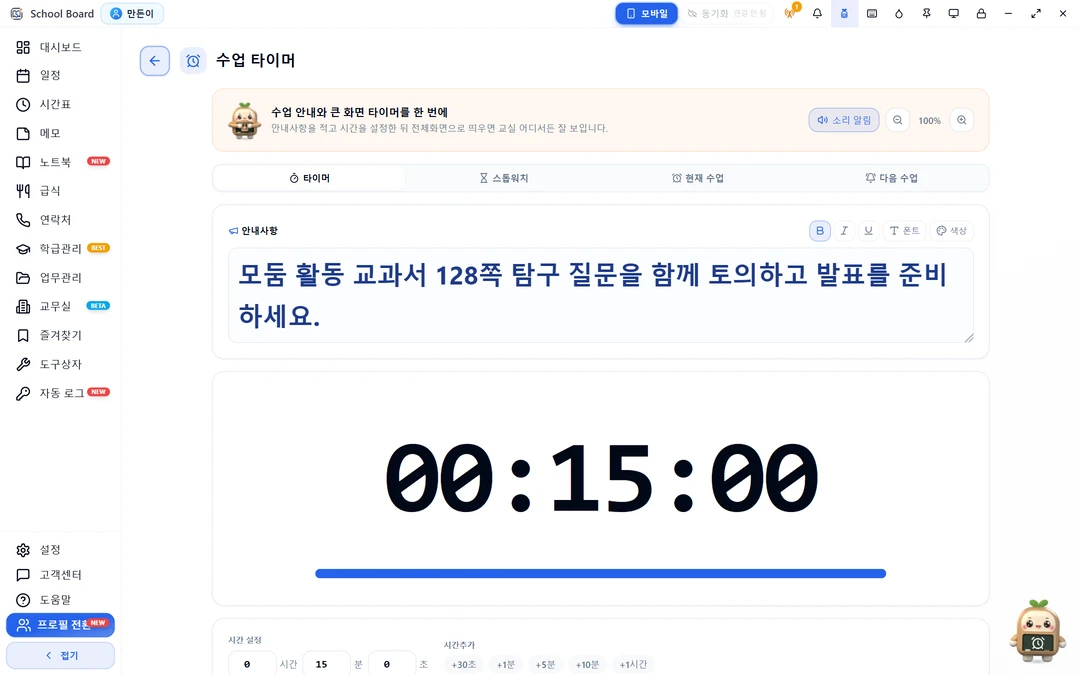 School Board 만든이
모바일 동기화 연결 안 됨 1
대시보드
일정
시간표
메모
노트북 NEW
급식
연락처
학급관리 BEST
업무관리
교무실 BETA
즐겨찾기
도구상자
자동 로그 NEW
설정
고객센터
도움말
프로필 전환 NEW
접기
수업 타이머
수업 안내와 큰 화면 타이머를 한 번에
안내사항을 적고 시간을 설정한 뒤 전체화면으로 띄우면 교실 어디서든 잘 보입니다.
소리 알림 100%
타이머 스톱워치 현재 수업 다음 수업
안내사항 B I U T 폰트 색상
모둠 활동 교과서 128쪽 탐구 질문을 함께 토의하고 발표를 준비
하세요.
00:15:00
시간 설정 시간추가
0 시간 15 분 0 초 +30초 +1분 +5분 +10분 +1시간